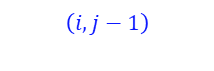 (i, j − 1)